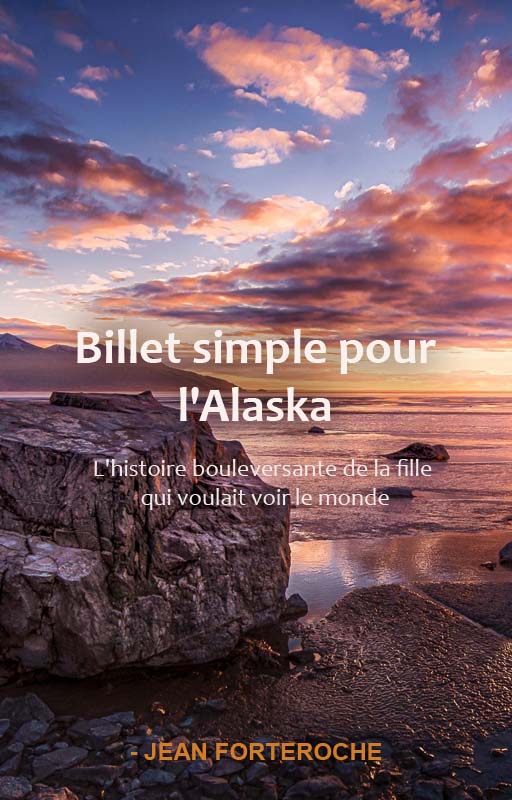 Billet simple pour
l'Alaska
L'histoire bouleversante de la fille
qui voulait voir le monde
- JEAN FORTEROCHE